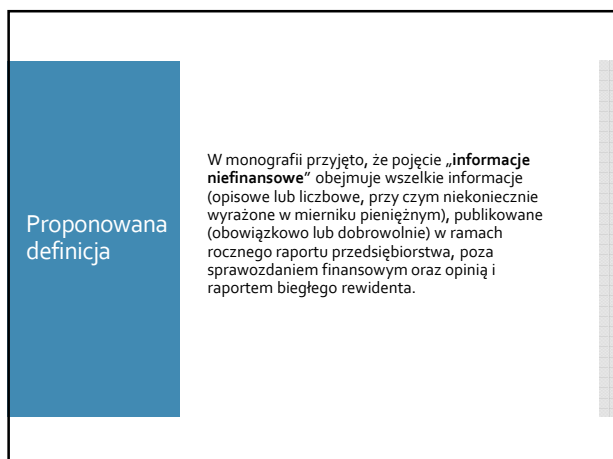 Proponowana
definicja
W monografii przyjęto, że pojęcie „informacje
niefinansowe” obejmuje wszelkie informacje
(opisowe lub liczbowe, przy czym niekoniecznie
wyrażone w mierniku pieniężnym), publikowane
(obowiązkowo lub dobrowolnie) w ramach
rocznego raportu przedsiębiorstwa, poza
sprawozdaniem finansowym oraz opinią i
raportem biegłego rewidenta.